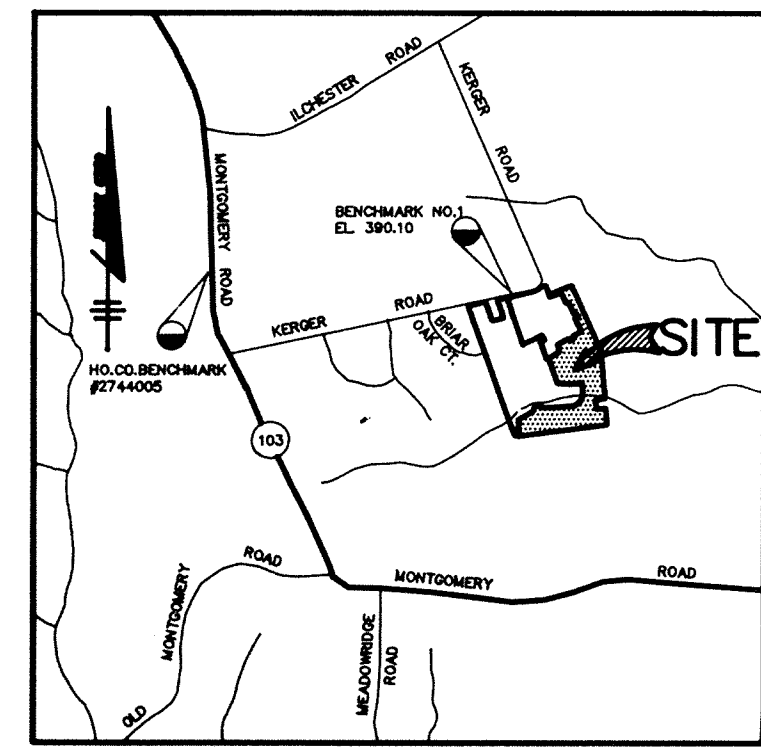 ILCHESTER ROAD
KERGER ROAD
MONTGOMERY ROAD
BENCHMARK NO.1
EL. 390.10
KERGER ROAD
BRIAR
OAK CT.
SITE
HO.CO.BENCHMARK
#2744005
103
OLD MONTGOMERY ROAD
MONTGOMERY ROAD
MEADOWRIDGE
ROAD